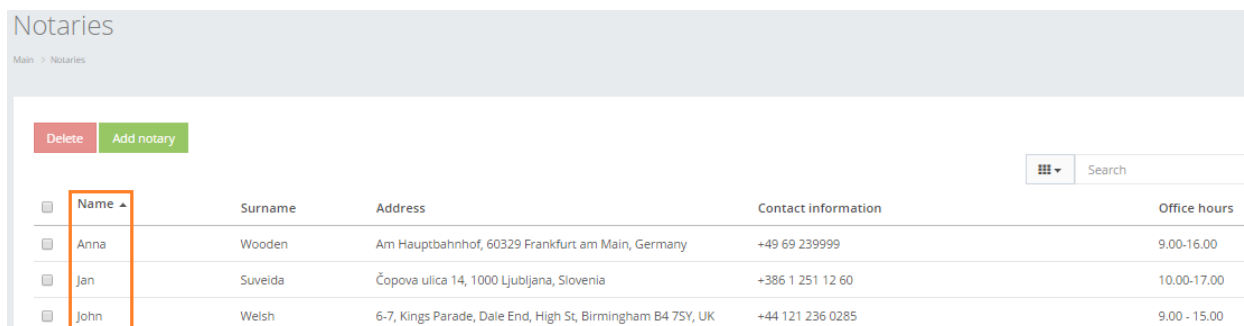 Notaries
Main > Notaries
Delete Add notary
Search
Name Surname Address Contact information Office hours
Anna Wooden Am Hauptbahnhof, 60329 Frankfurt am Main, Germany +49 69 239999 9.00-16.00
Jan Suveida Čopova ulica 14, 1000 Ljubljana, Slovenia +386 1 251 12 60 10.00-17.00
John Welsh 6-7, Kings Parade, Dale End, High St, Birmingham B4 7SY, UK +44 121 236 0285 9.00 - 15.00